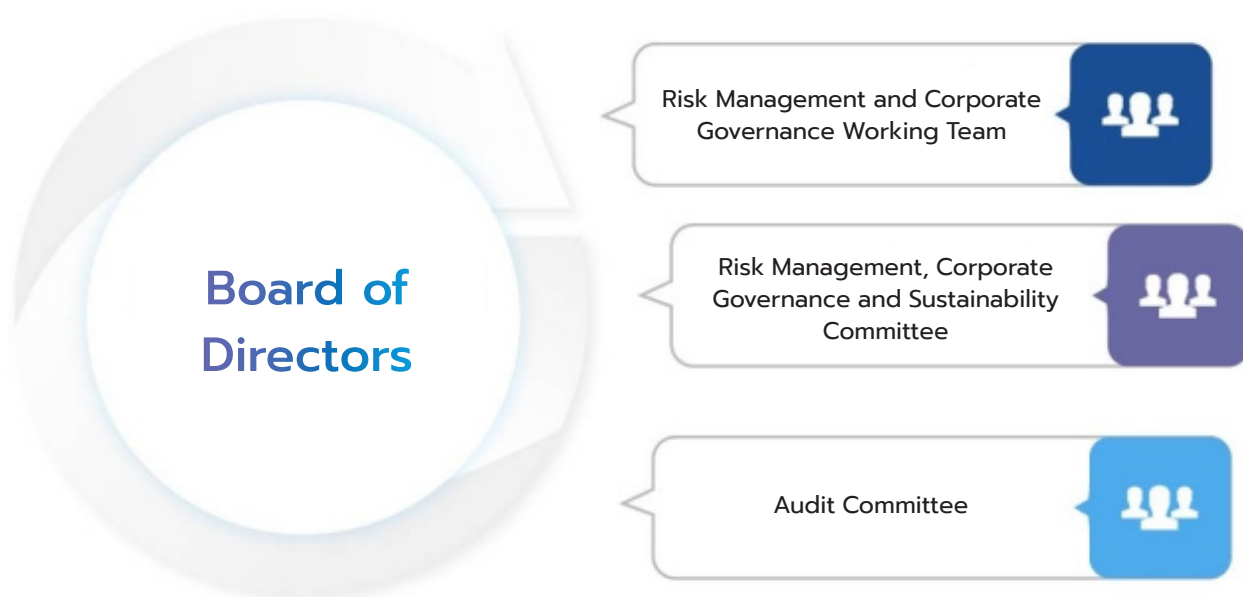 Board of
Directors
Risk Management and Corporate
Governance Working Team
Risk Management, Corporate
Governance and Sustainability
Committee
Audit Committee